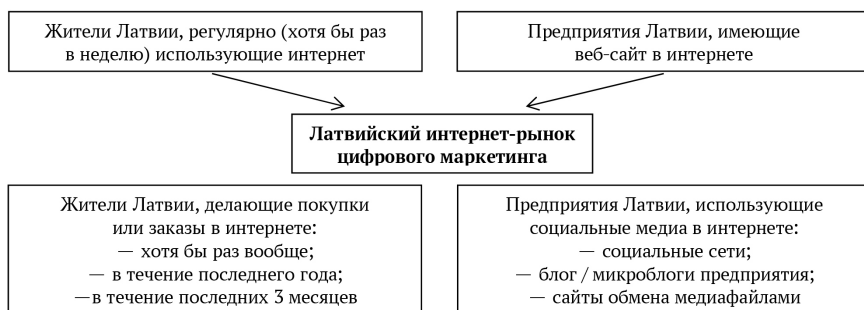 Жители Латвии, регулярно (хотя бы раз
в неделю) использующие интернет
Предприятия Латвии, имеющие
веб-сайт в интернете
Латвийский интернет-рынок
цифрового маркетинга
Жители Латвии, делающие покупки
или заказы в интернете:
— хотя бы раз вообще;
— в течение последнего года;
—в течение последних 3 месяцев
Предприятия Латвии, использующие
социальные медиа в интернете:
— социальные сети;
— блог / микроблоги предприятия;
— сайты обмена медиафайлами